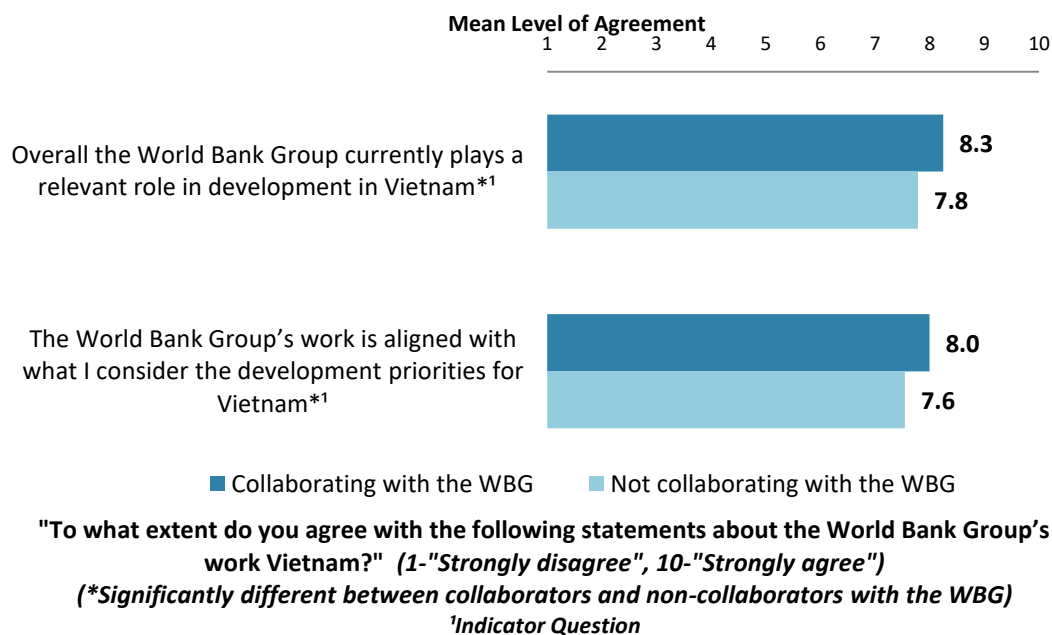 Mean Level of Agreement
1 2 3 4 5 6 7 8 9 10
Overall the World Bank Group currently plays a
relevant role in development in Vietnam*¹
8.3
7.8
The World Bank Group’s work is aligned with
what I consider the development priorities for
Vietnam*¹
8.0
7.6
Collaborating with the WBG Not collaborating with the WBG
"To what extent do you agree with the following statements about the World Bank Group’s
work Vietnam?" (1-"Strongly disagree", 10-"Strongly agree")
(*Significantly different between collaborators and non-collaborators with the WBG)
¹Indicator Question